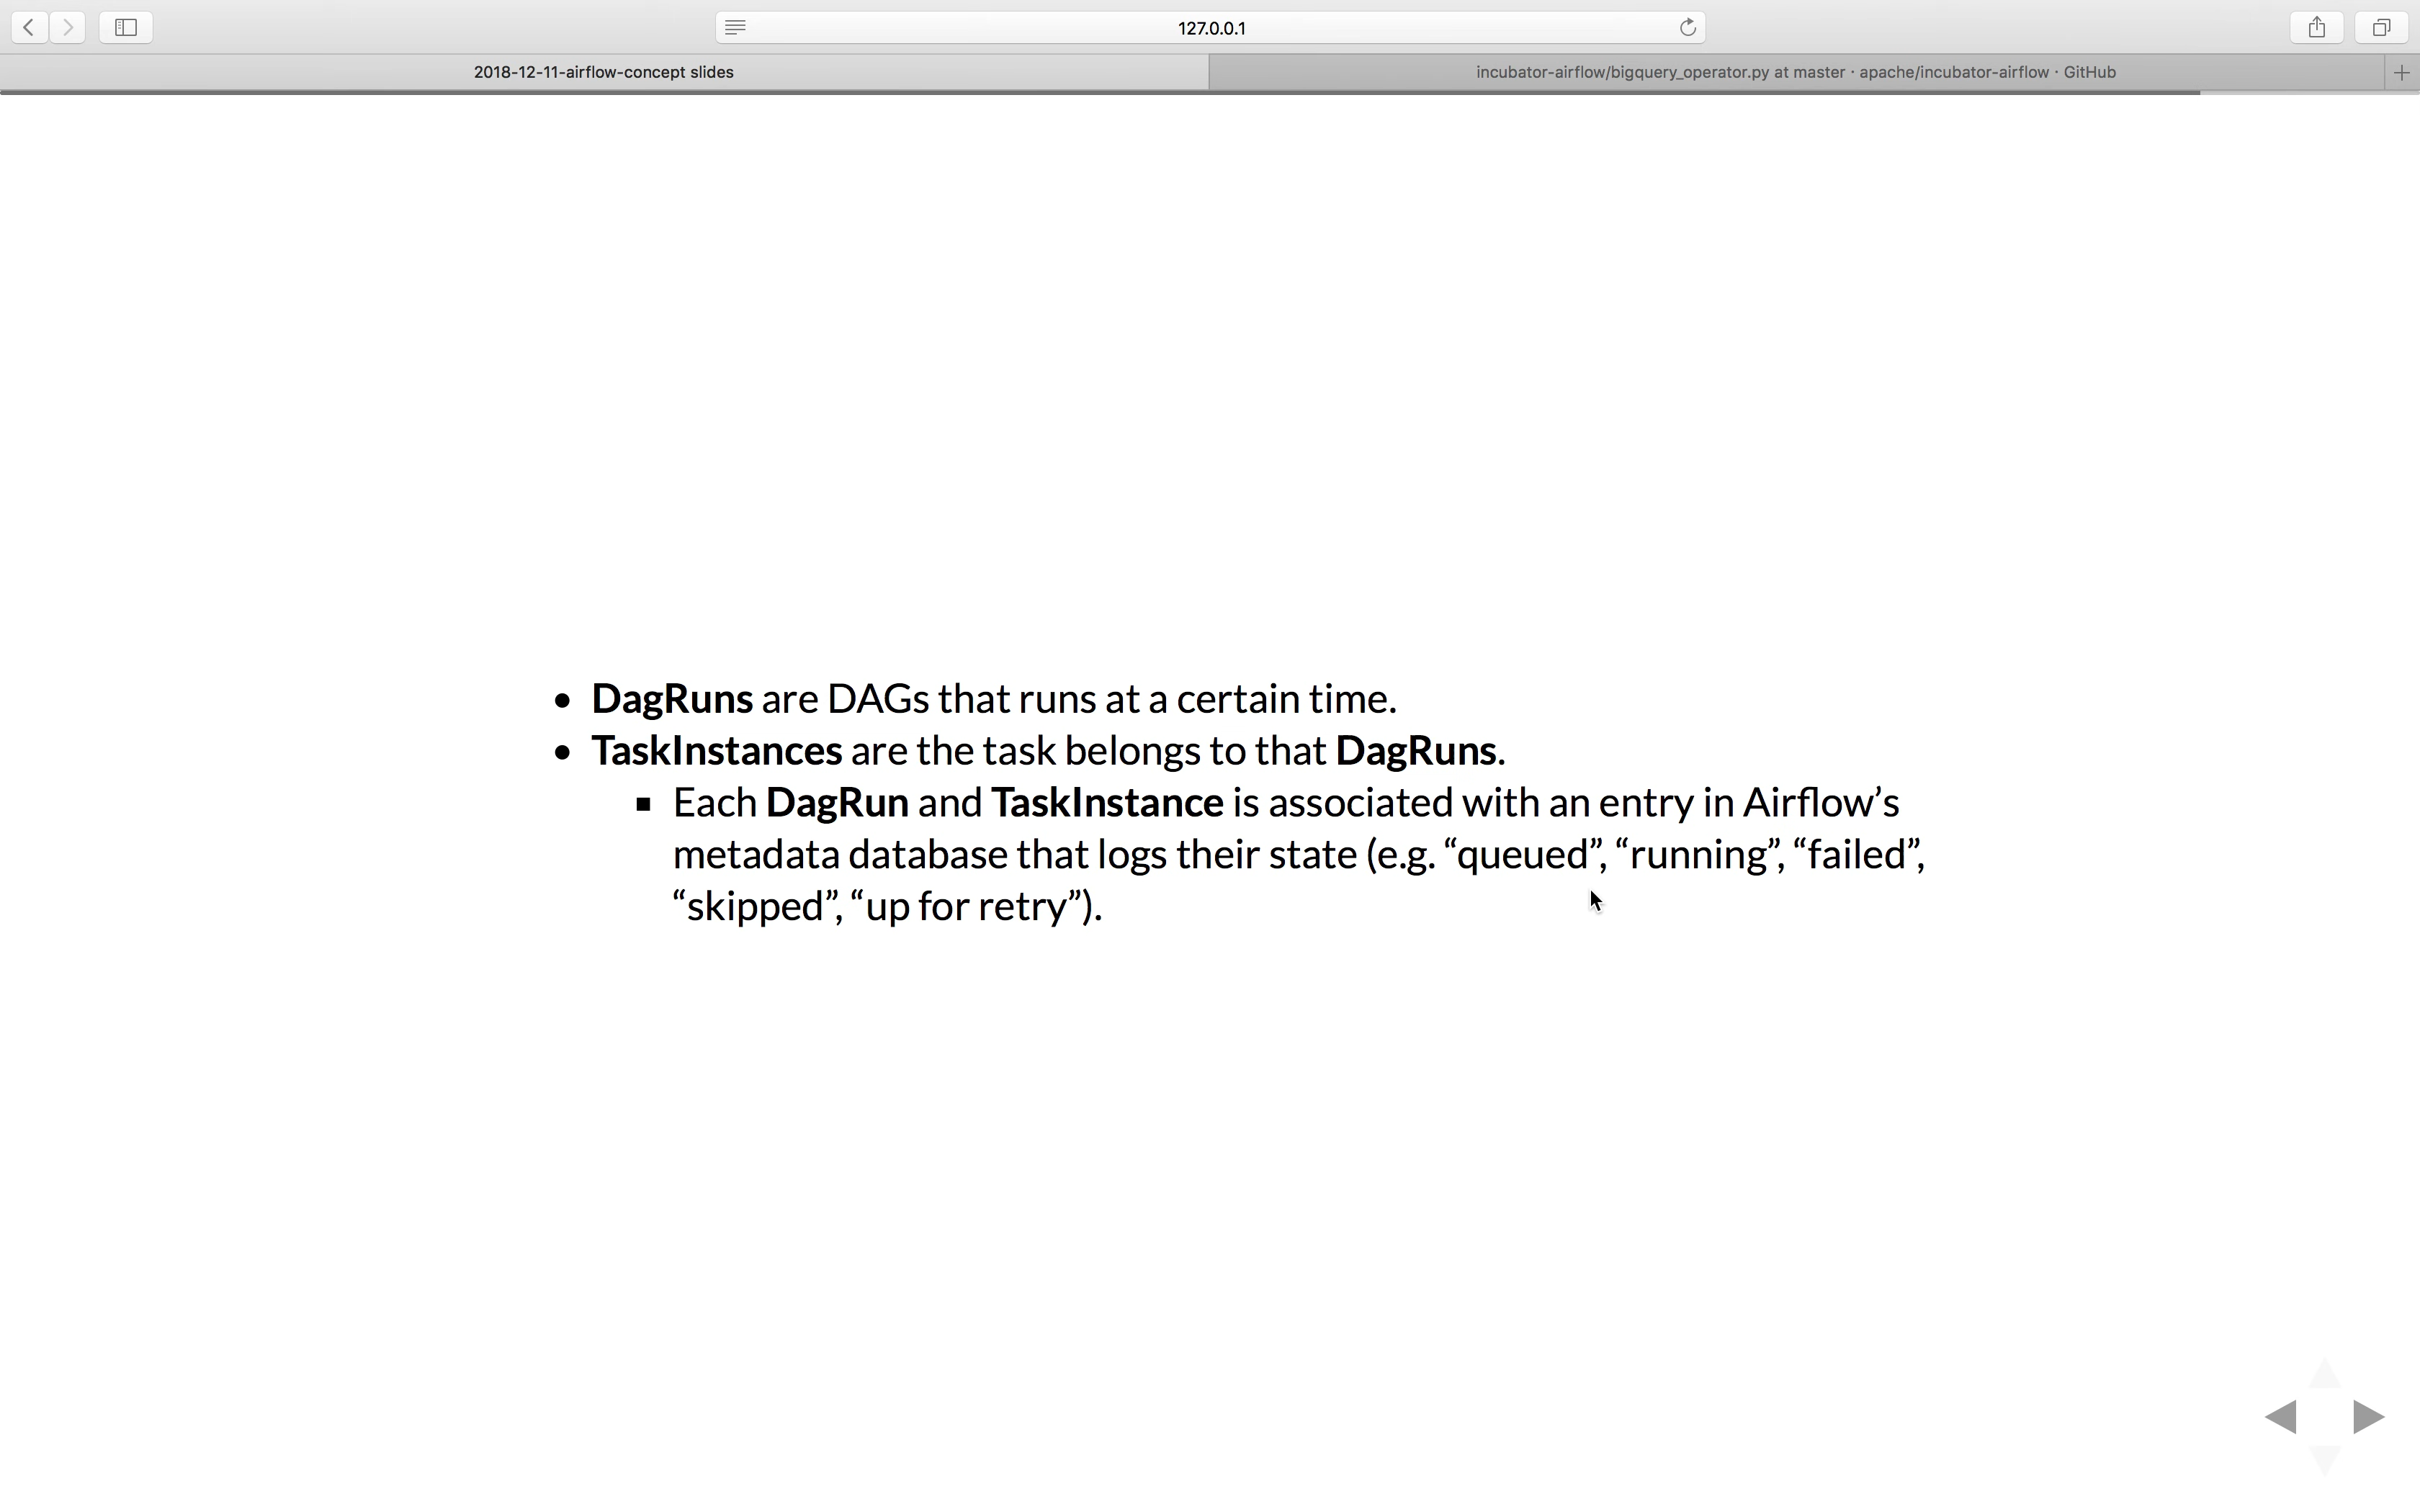 127.0.0.1
2018-12-11-airflow-concept slides
incubator-airflow/bigquery_operator.py at master · apache/incubator-airflow · GitHub
• DagRuns are DAGs that runs at a certain time.
• TaskInstances are the task belongs to that DagRuns.
▪ Each DagRun and TaskInstance is associated with an entry in Airflow’s
metadata database that logs their state (e.g. “queued”, “running”, “failed”,
“skipped”, “up for retry”).